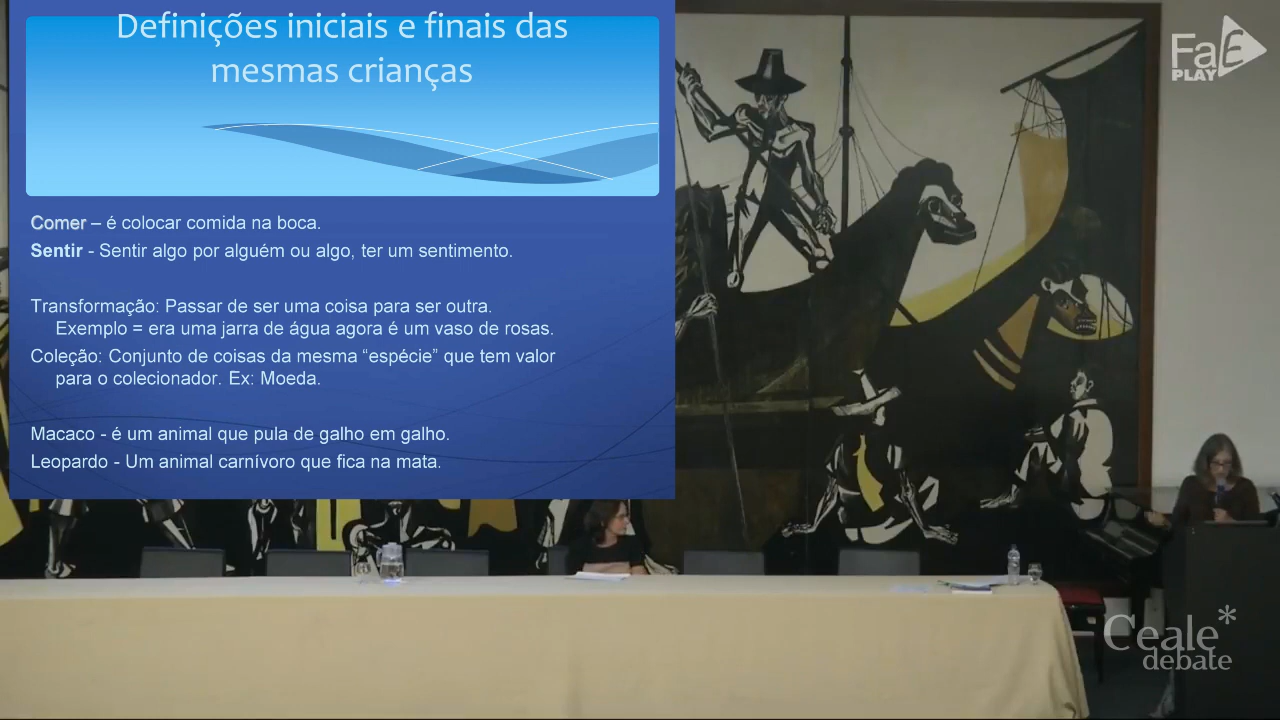 Definições iniciais e finais das
mesmas crianças
Comer – é colocar comida na boca.
Sentir - Sentir algo por alguém ou algo, ter um sentimento.
Transformação: Passar de ser uma coisa para ser outra.
Exemplo = era uma jarra de água agora é um vaso de rosas.
Coleção: Conjunto de coisas da mesma “espécie” que tem valor
para o colecionador. Ex: Moeda.
Macaco - é um animal que pula de galho em galho.
Leopardo - Um animal carnívoro que fica na mata.
FaE
PLAY
Ceale*
debate